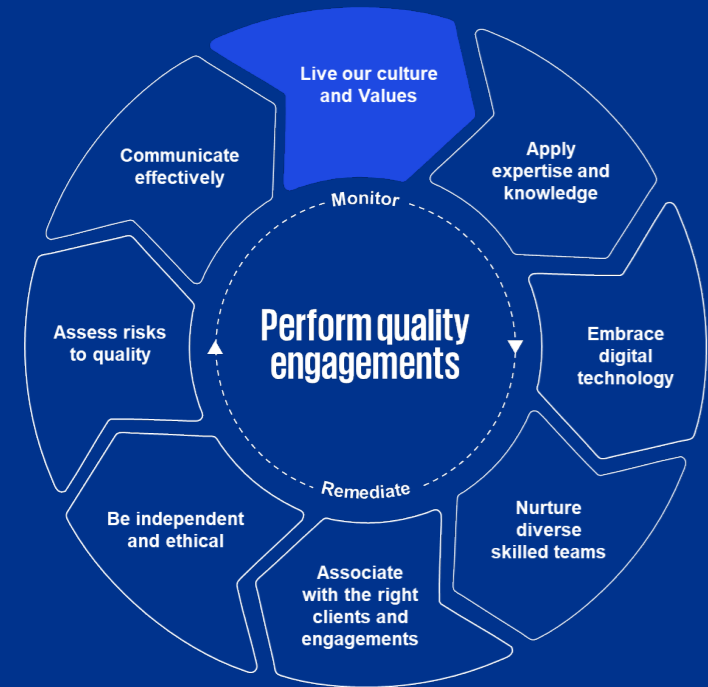 Live our culture
and Values
Apply
expertise and
knowledge
Embrace
digital
technology
Nurture
diverse
skilled teams
Associate
with the right
clients and
engagements
Be independent
and ethical
Assess risks
to quality
Communicate
effectively
Monitor
Perform quality
engagements
Remediate